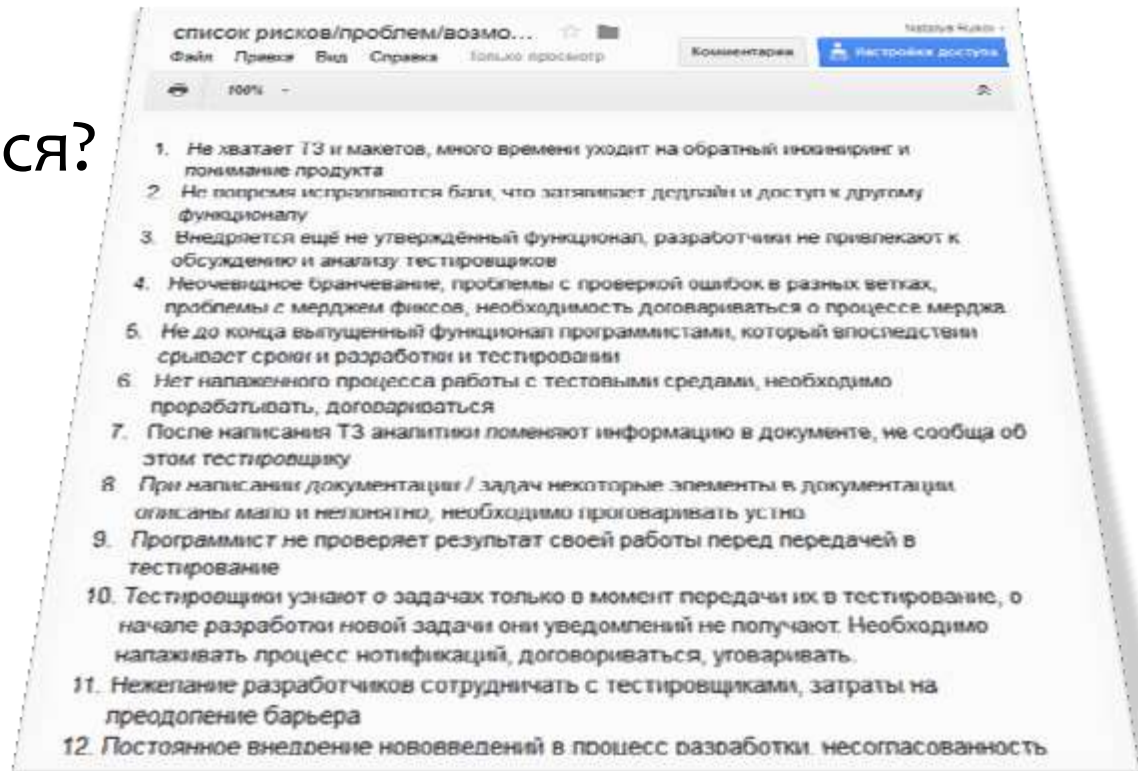 ся?
список рисков/проблем/возмо...
Natalya Rukol
Файл Правка Вид Справка Только просмотр
Комментарии
Настройки доступа
100%
1. Не хватает ТЗ и макетов, много времени уходит на обратный инжиниринг и
понимание продукта
2. Не вовремя исправляются баги, что затягивает дедлайн и доступ к другому
функционалу
3. Внедряется ещё не утверждённый функционал, разработчики не привлекают к
обсуждению и анализу тестировщиков
4. Неочевидное бранчевание, проблемы с проверкой ошибок в разных ветках,
проблемы с мерджем фиксов, необходимость договариваться о процессе мерджа.
5. Не до конца выпущенный функционал программистами, который впоследствии
срывает сроки и разработки и тестировании
6. Нет налаженного процесса работы с тестовыми средами, необходимо
прорабатывать, договариваться
7. После написания ТЗ аналитики поменяют информацию в документе, не сообща об
этом тестировщику
8. При написании документации / задач некоторые элементы в документации
описаны мало и непонятно, необходимо проговаривать устно
9. Программист не проверяет результат своей работы перед передачей в
тестирование
10. Тестировщики узнают о задачах только в момент передачи их в тестирование, о
начале разработки новой задачи они уведомлений не получают. Необходимо
налаживать процесс нотификаций, договориваться, уговаривать.
11. Нежелание разработчиков сотрудничать с тестировщиками, затраты на
преодоление барьера
12. Постоянное внедрение нововведений в процесс разработки, несогласованность